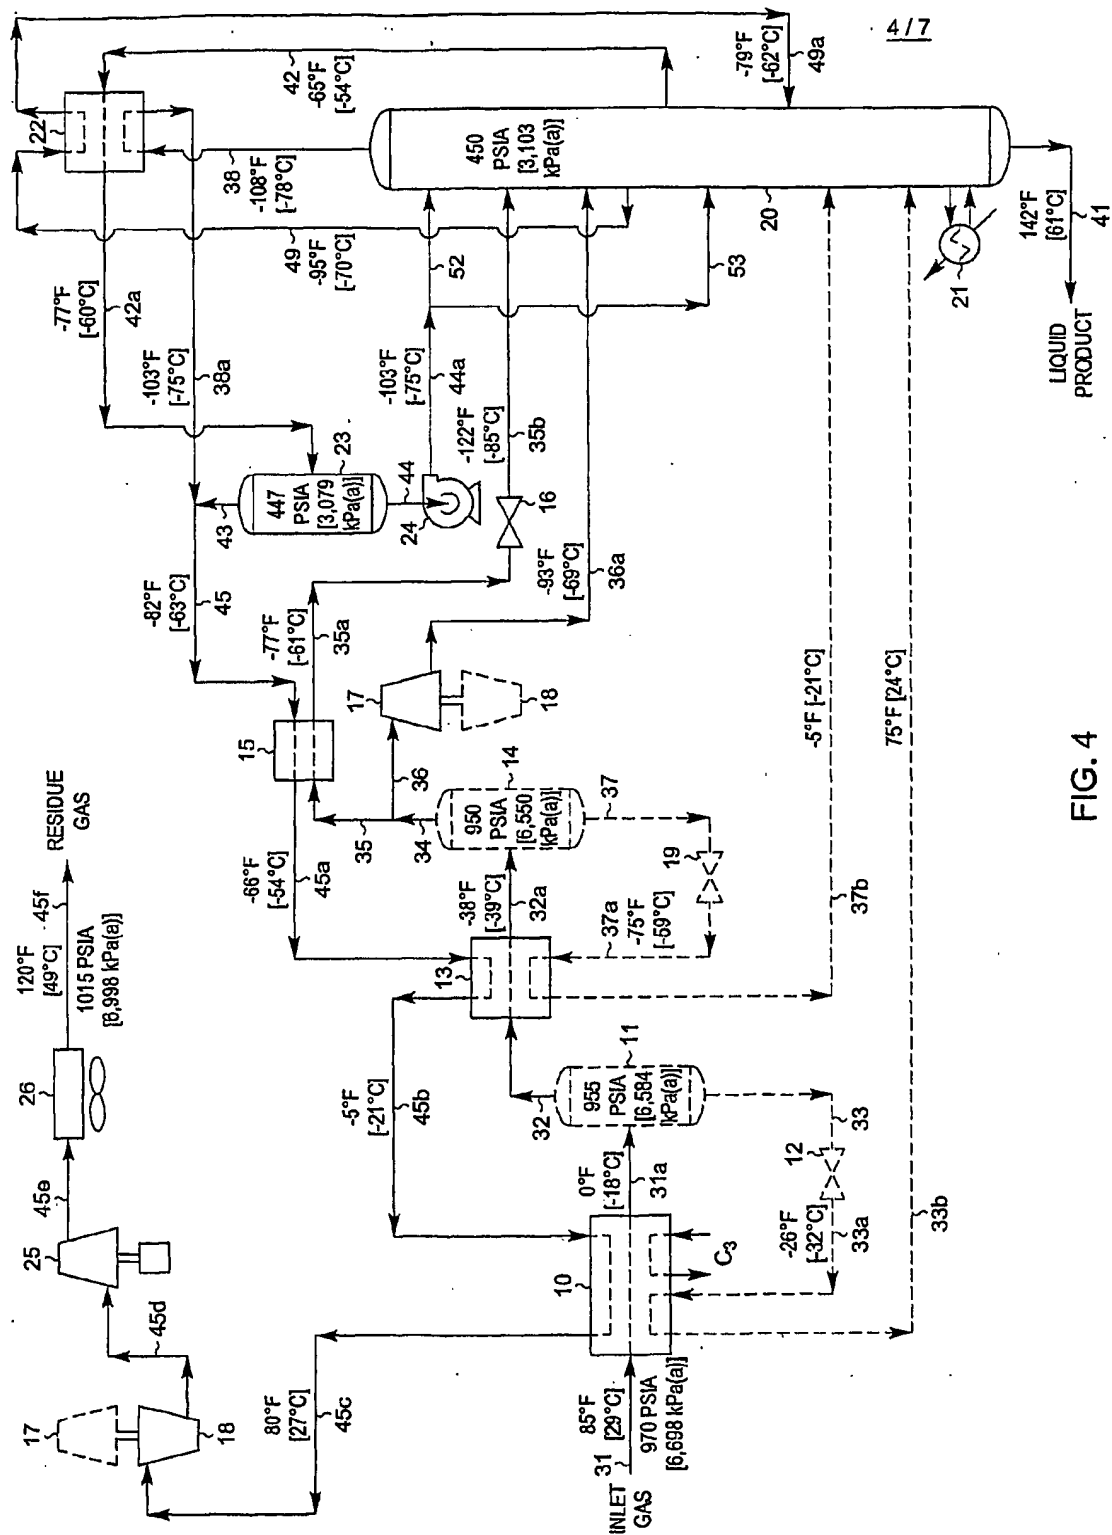 4/7
22
42
-65°F
[-54°C]
-79°F
[-62°C]
49a
38
-108°F
[-78°C]
450
PSIA
[3,103
kPa(a)]
49
-95°F
[-70°C]
52
53
20
21
142°F
[61°C]
41
LIQUID
PRODUCT
-77°F
[-60°C]
42a
-103°F
[-75°C]
38a
-103°F
[-75°C]
44a
-122°F
[-85°C]
35b
23
447
PSIA
[3,079
kPa(a)]
43
44
24
16
-93°F
[-69°C]
36a
-82°F
[-63°C]
45
-77°F
[-61°C]
35a
17
18
15
36
35
34
14
950
PSIA
[6,550
kPa(a)]
37
19
-5°F [-21°C]
37b
75°F [24°C]
33b
RESIDUE
GAS
120°F
[49°C]
45f
1015 PSIA
[6,998 kPa(a)]
-66°F
[-54°C]
45a
-38°F
[-39°C]
32a
37a
-75°F
[-59°C]
13
26
45e
25
45d
-5°F
[-21°C]
45b
11
955
PSIA
[6,584
kPa(a)]
32
33
12
0°F
[-18°C]
31a
-26°F
[-32°C]
33a
10
C3
17
18
80°F
[27°C]
45c
85°F
[29°C]
31
970 PSIA
[6,698 kPa(a)]
INLET
GAS
FIG. 4